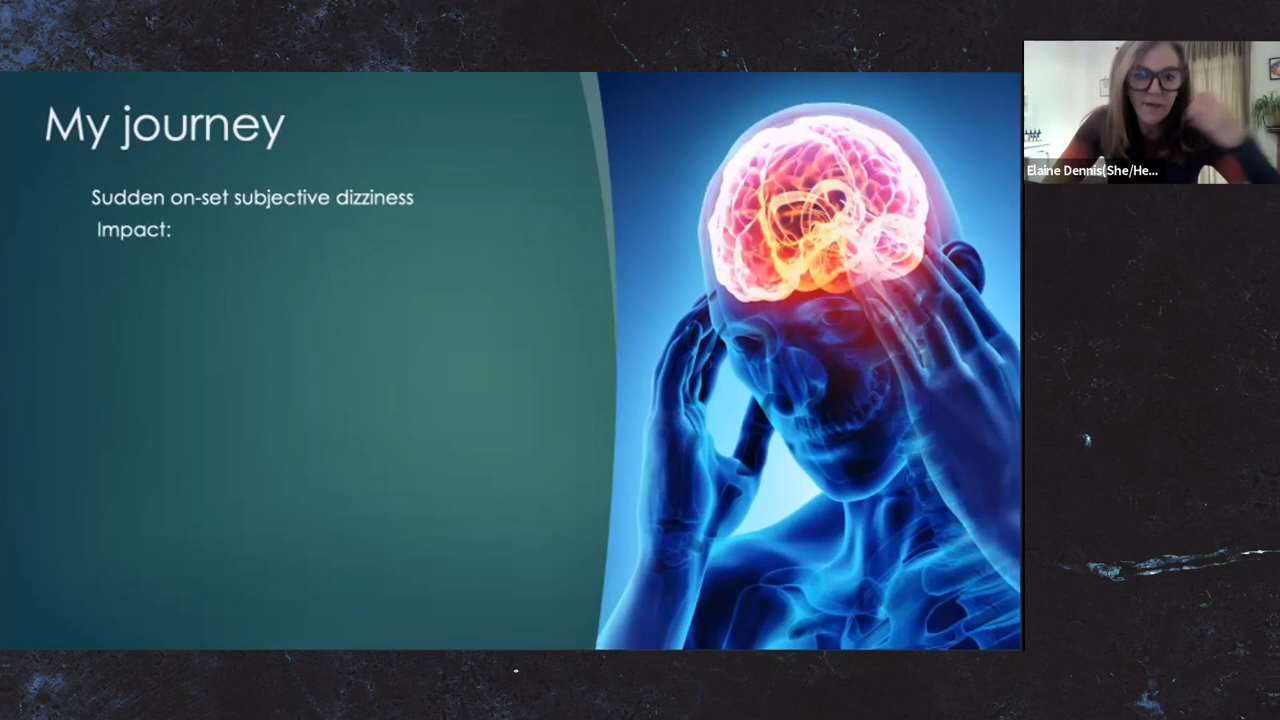 My journey
Sudden on-set subjective dizziness
Impact:
Elaine Dennis(She/He...